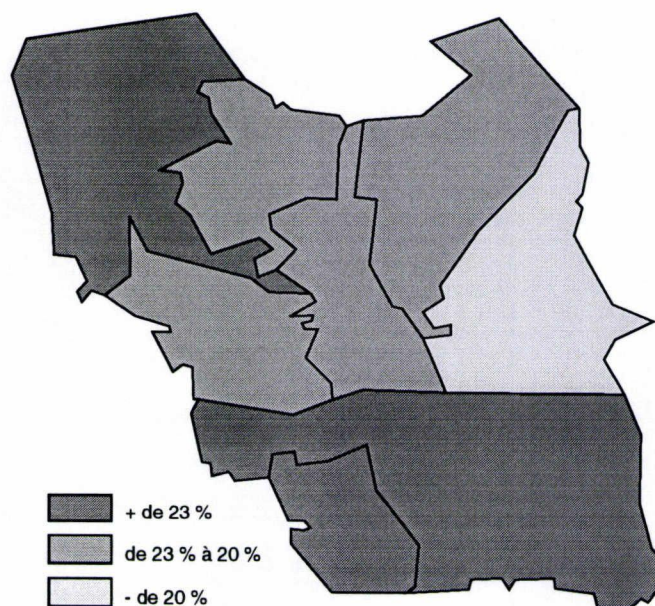 + de 23 %
de 23 % à 20 %
- de 20 %